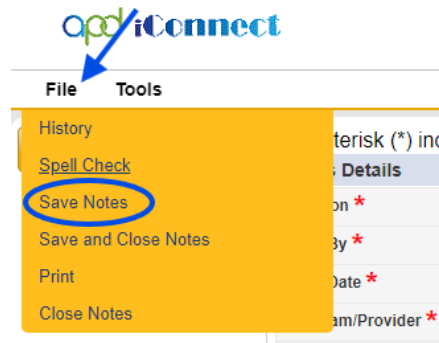 apd iConnect
File Tools
History
terisk (*) inc
Spell Check
Details
Save Notes
on *
Save and Close Notes
By *
Print
Date *
Close Notes
am/Provider *